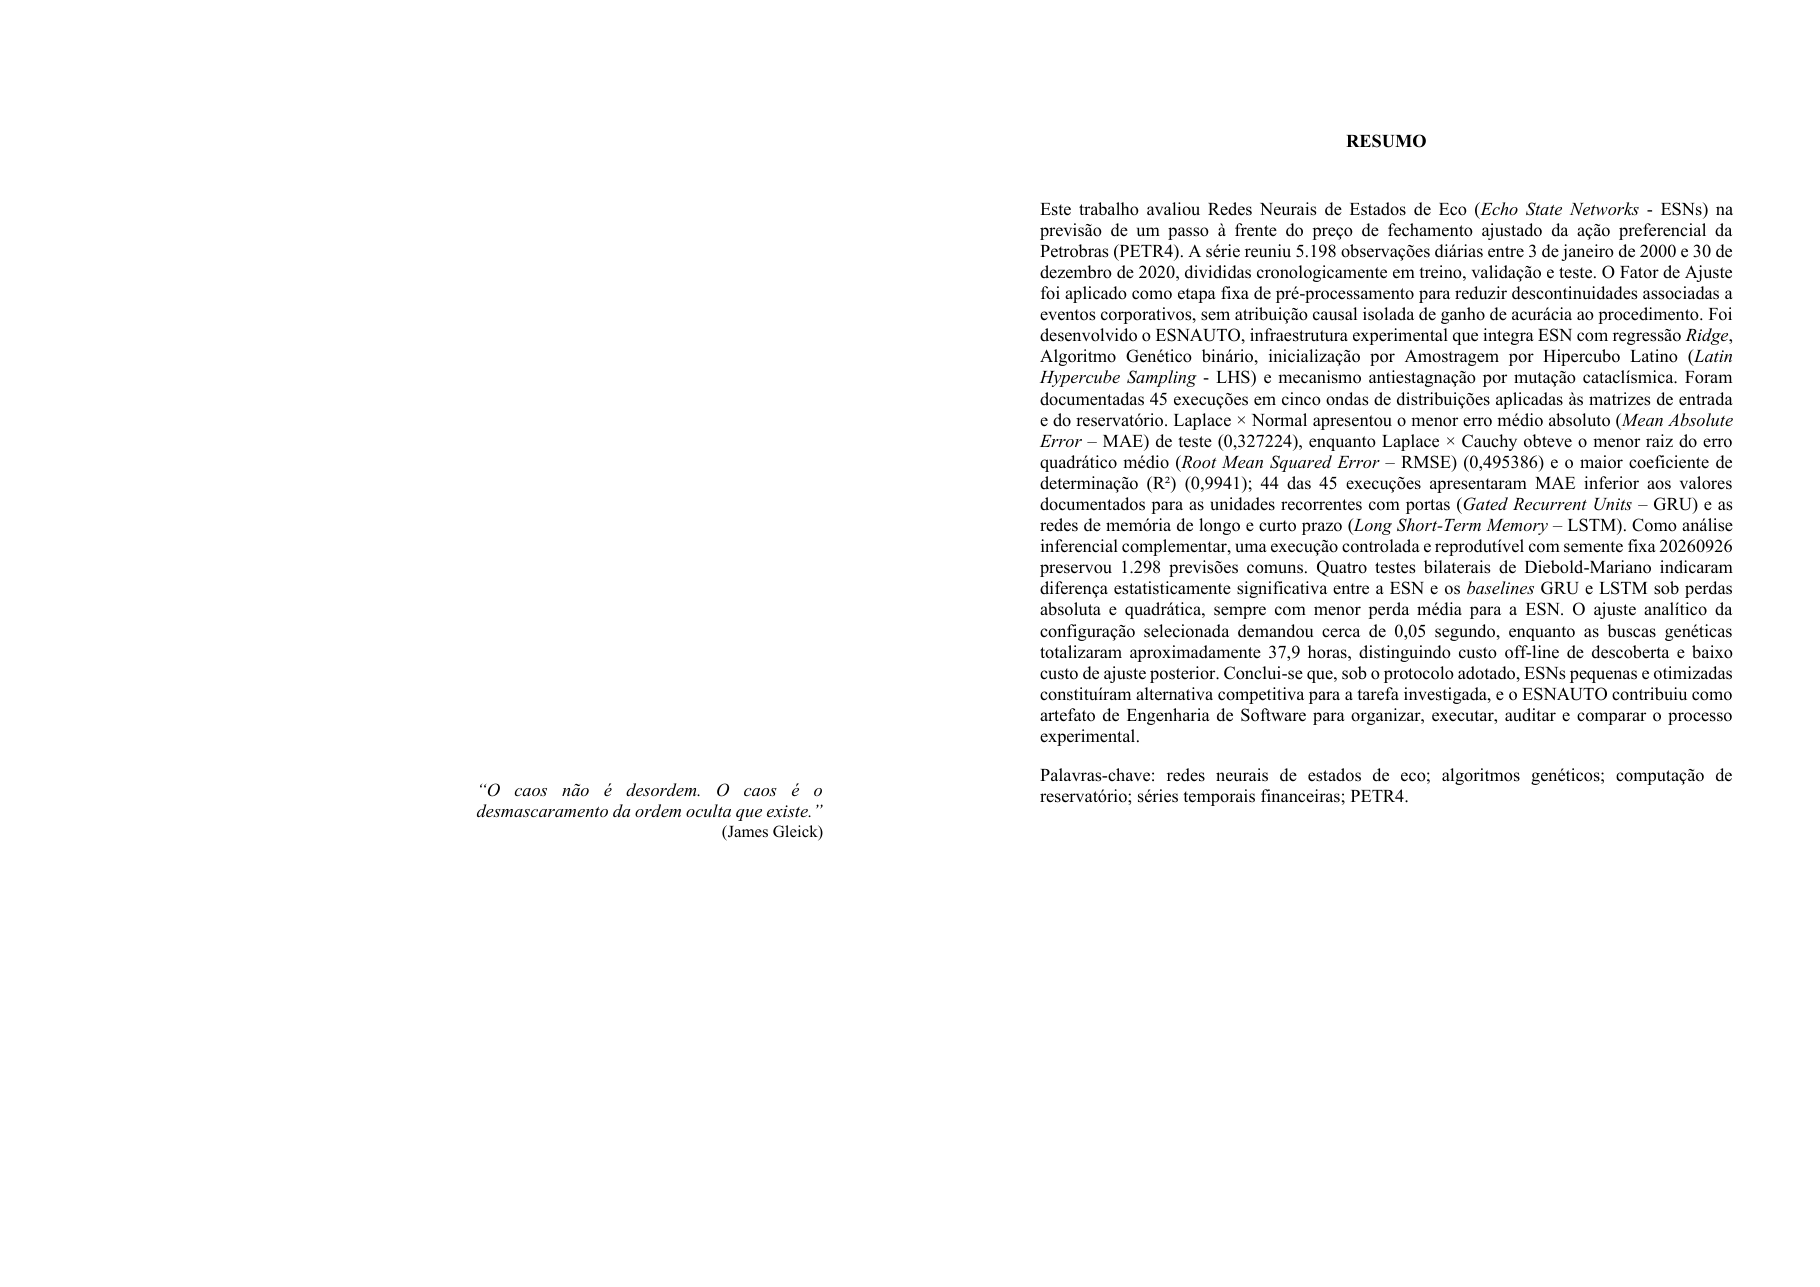 “O caos não é desordem. O caos é o
desmascaramento da ordem oculta que existe.”
(James Gleick)
RESUMO
Este trabalho avaliou Redes Neurais de Estados de Eco (Echo State Networks - ESNs) na
previsão de um passo à frente do preço de fechamento ajustado da ação preferencial da
Petrobras (PETR4). A série reuniu 5.198 observações diárias entre 3 de janeiro de 2000 e 30 de
dezembro de 2020, divididas cronologicamente em treino, validação e teste. O Fator de Ajuste
foi aplicado como etapa fixa de pré-processamento para reduzir descontinuidades associadas a
eventos corporativos, sem atribuição causal isolada de ganho de acurácia ao procedimento. Foi
desenvolvido o ESNAUTO, infraestrutura experimental que integra ESN com regressão Ridge,
Algoritmo Genético binário, inicialização por Amostragem por Hipercubo Latino (Latin
Hypercube Sampling - LHS) e mecanismo antiestagnação por mutação cataclísmica. Foram
documentadas 45 execuções em cinco ondas de distribuições aplicadas às matrizes de entrada
e do reservatório. Laplace × Normal apresentou o menor erro médio absoluto (Mean Absolute
Error – MAE) de teste (0,327224), enquanto Laplace × Cauchy obteve o menor raiz do erro
quadrático médio (Root Mean Squared Error – RMSE) (0,495386) e o maior coeficiente de
determinação (R²) (0,9941); 44 das 45 execuções apresentaram MAE inferior aos valores
documentados para as unidades recorrentes com portas (Gated Recurrent Units – GRU) e as
redes de memória de longo e curto prazo (Long Short-Term Memory – LSTM). Como análise
inferencial complementar, uma execução controlada e reprodutível com semente fixa 20260926
preservou 1.298 previsões comuns. Quatro testes bilaterais de Diebold-Mariano indicaram
diferença estatisticamente significativa entre a ESN e os baselines GRU e LSTM sob perdas
absoluta e quadrática, sempre com menor perda média para a ESN. O ajuste analítico da
configuração selecionada demandou cerca de 0,05 segundo, enquanto as buscas genéticas
totalizaram aproximadamente 37,9 horas, distinguindo custo off-line de descoberta e baixo
custo de ajuste posterior. Conclui-se que, sob o protocolo adotado, ESNs pequenas e otimizadas
constituíram alternativa competitiva para a tarefa investigada, e o ESNAUTO contribuiu como
artefato de Engenharia de Software para organizar, executar, auditar e comparar o processo
experimental.
Palavras-chave: redes neurais de estados de eco; algoritmos genéticos; computação de
reservatório; séries temporais financeiras; PETR4.